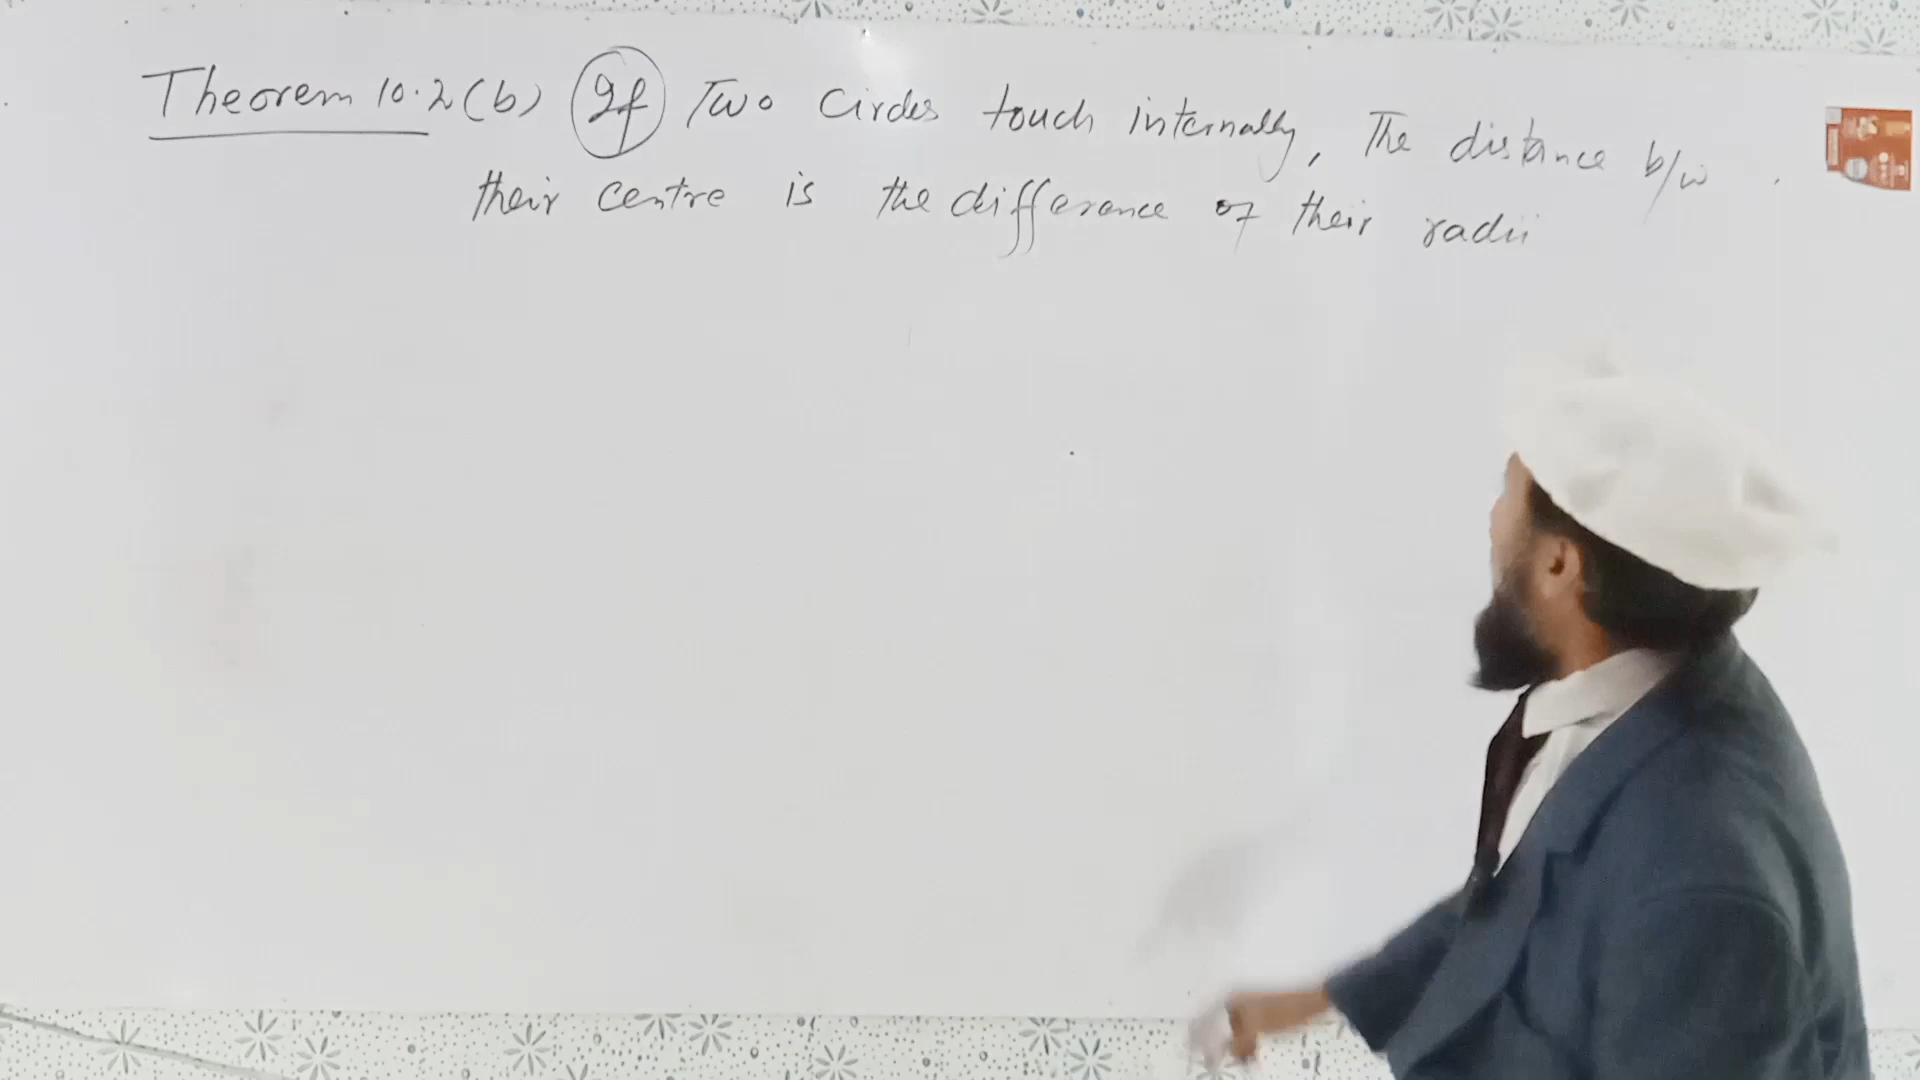 Theorem 10.2(b) If Two Circles touch internally, The distance b/w
their centre is the difference of their radii